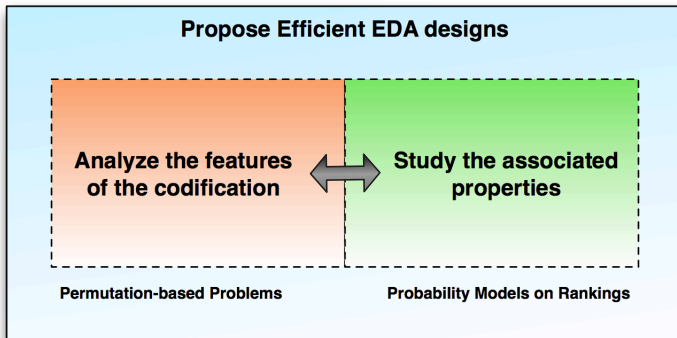 Propose Efficient EDA designs
Analyze the features
of the codification
Study the associated
properties
Permutation-based Problems
Probability Models on Rankings